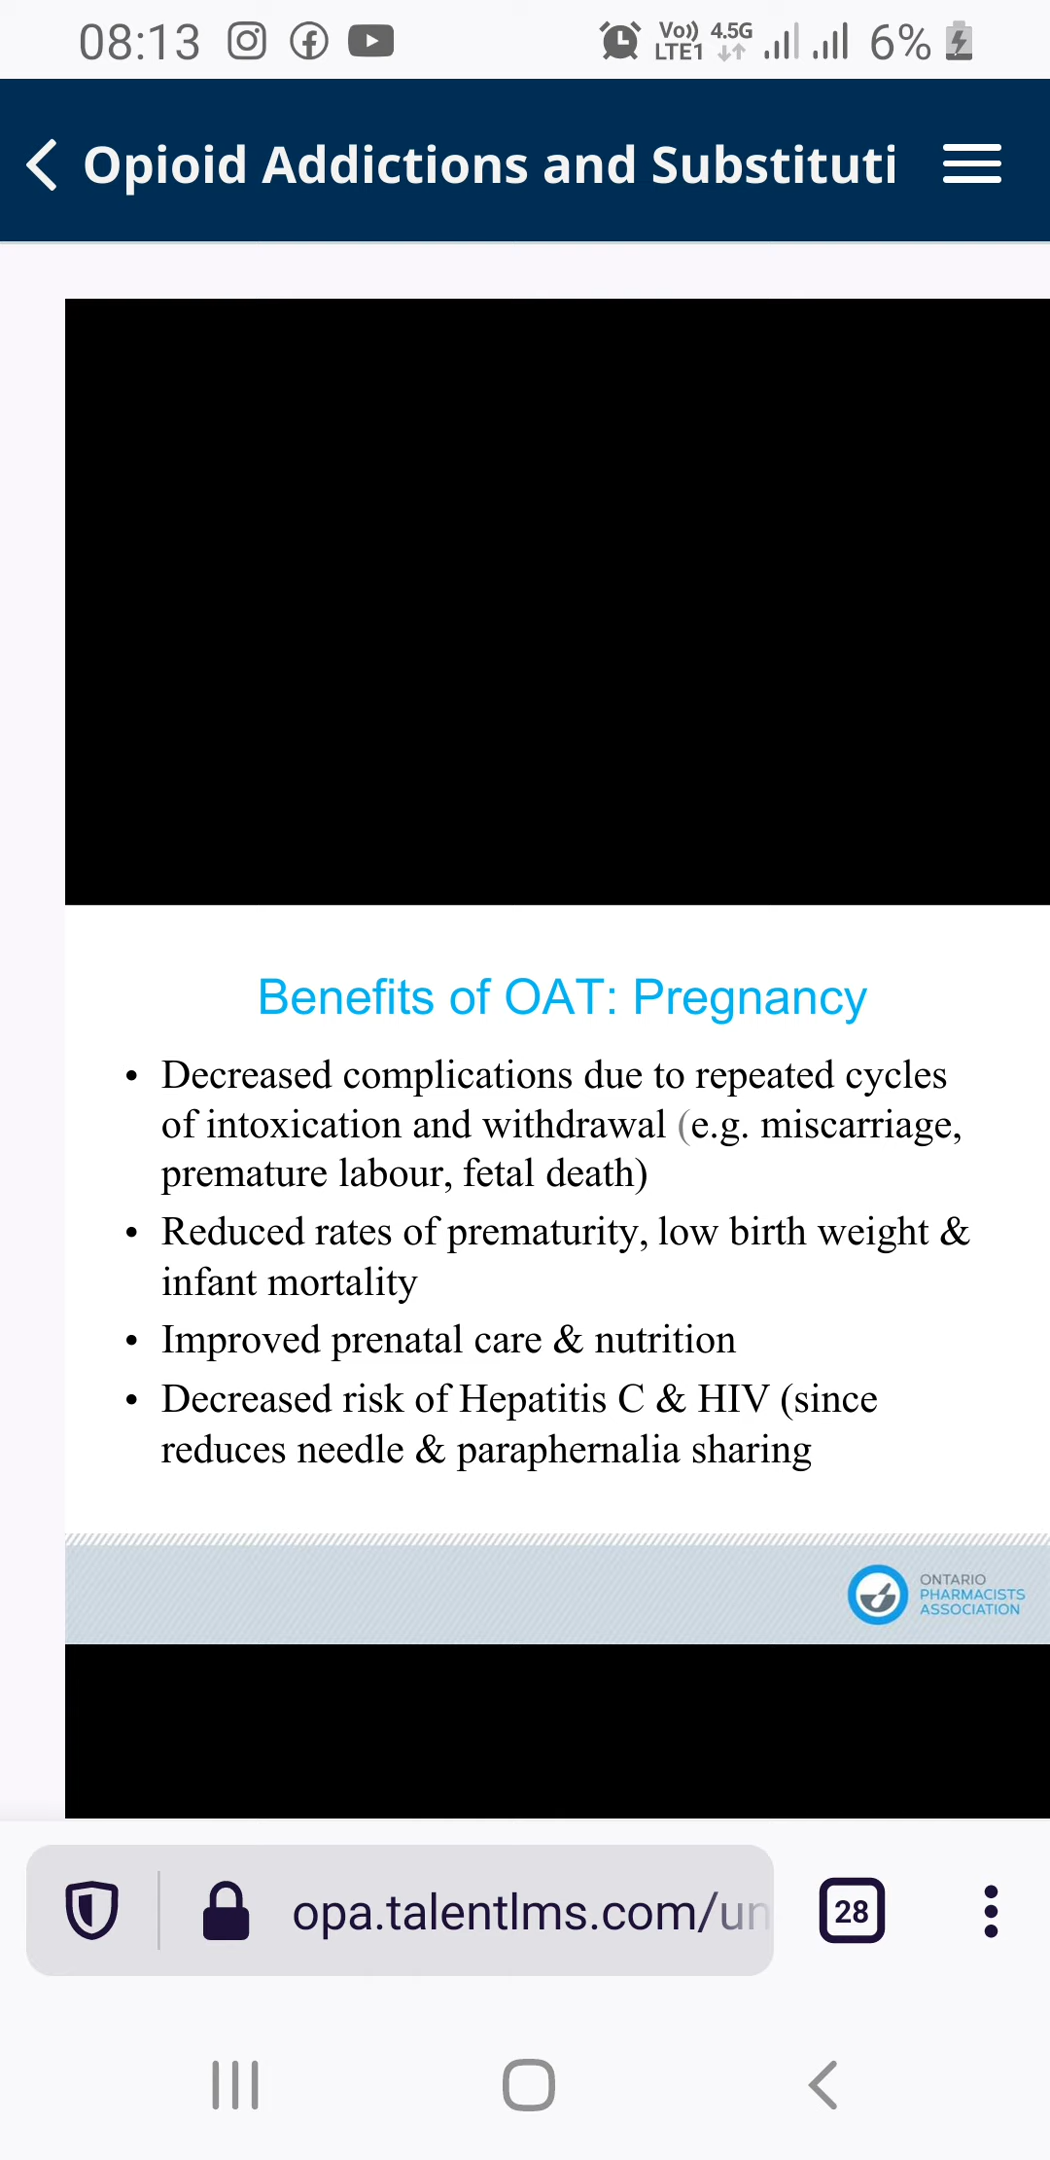 08:13 Vo)) LTE1 4.5G 6%
Opioid Addictions and Substituti
Benefits of OAT: Pregnancy
• Decreased complications due to repeated cycles
of intoxication and withdrawal (e.g. miscarriage,
premature labour, fetal death)
• Reduced rates of prematurity, low birth weight &
infant mortality
• Improved prenatal care & nutrition
• Decreased risk of Hepatitis C & HIV (since
reduces needle & paraphernalia sharing
ONTARIO
PHARMACISTS
ASSOCIATION
opa.talentlms.com/un
28